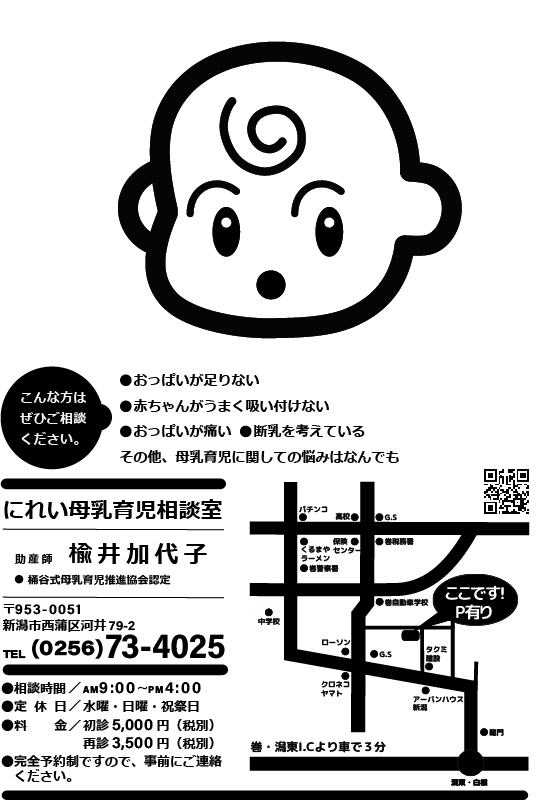 こんな方は
ぜひご相談
ください。
●おっぱいが足りない
●赤ちゃんがうまく吸い付けない
●おっぱいが痛い ●断乳を考えている
その他、母乳育児に関しての悩みはなんでも
にれい母乳育児相談室
助産師 楡井加代子
●桶谷式母乳育児推進協会認定
〒953-0051
新潟市西蒲区河井79-2
TEL (0256)73-4025
●相談時間／AM9:00～PM4:00
●定休日／水曜・日曜・祝祭日
●料金／初診5,000円（税別）
再診3,500円（税別）
●完全予約制ですので、事前にご連絡
ください。
パチンコ
高校
G.S
くるまや
ラーメン
保険
センター
巻税務署
巻警察署
ここです!
P有り
巻自動車学校
中学校
ローソン
G.S
タクミ
建設
クロネコ
ヤマト
アーバンハウス
新潟
龍門
巻・潟東I.Cより車で3分
潟東・白根